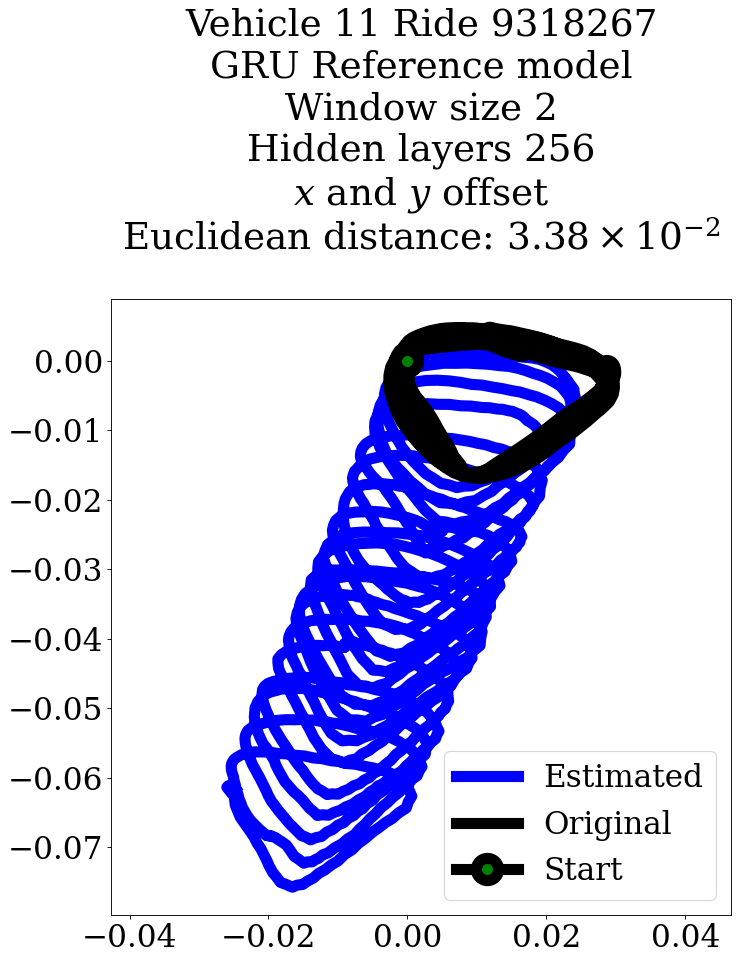 Vehicle 11 Ride 9318267
GRU Reference model
Window size 2
Hidden layers 256
x and y offset
Euclidean distance: 3.38 × 10⁻²
0.00
−0.01
−0.02
−0.03
−0.04
−0.05
−0.06
−0.07
Estimated
Original
Start
−0.04 −0.02 0.00 0.02 0.04